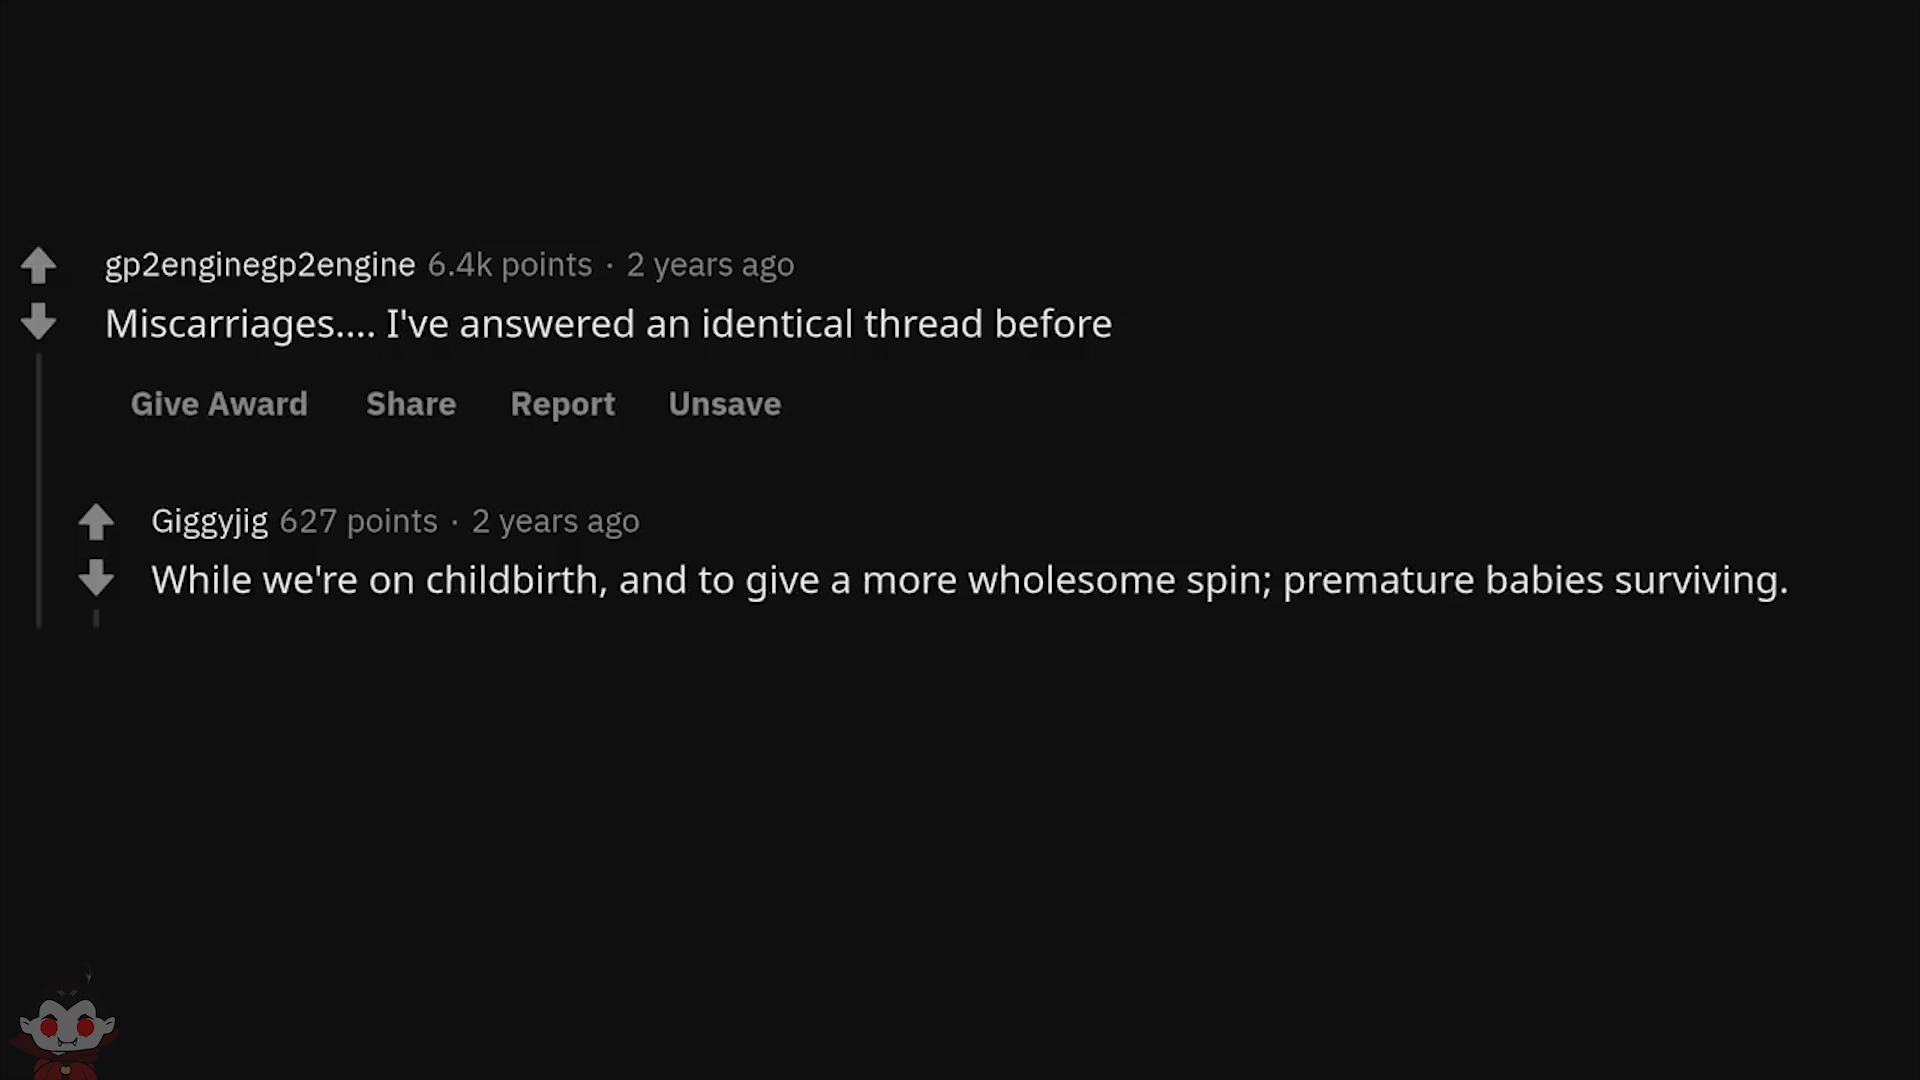 gp2enginegp2engine 6.4k points · 2 years ago
Miscarriages.... I've answered an identical thread before
Give Award Share Report Unsave
Giggyjig 627 points · 2 years ago
While we're on childbirth, and to give a more wholesome spin; premature babies surviving.